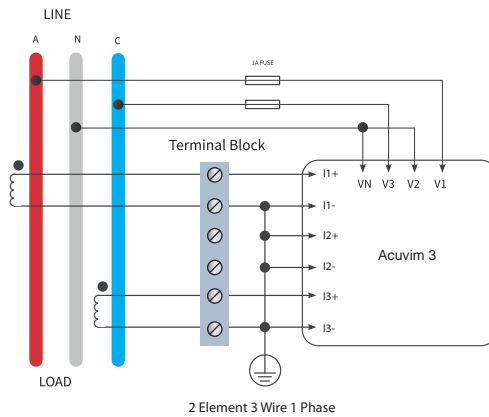 LINE
A N C
1A FUSE
Terminal Block
VN V3 V2 V1
I1+
I1-
I2+
I2-
I3+
I3-
Acuvim 3
LOAD
2 Element 3 Wire 1 Phase